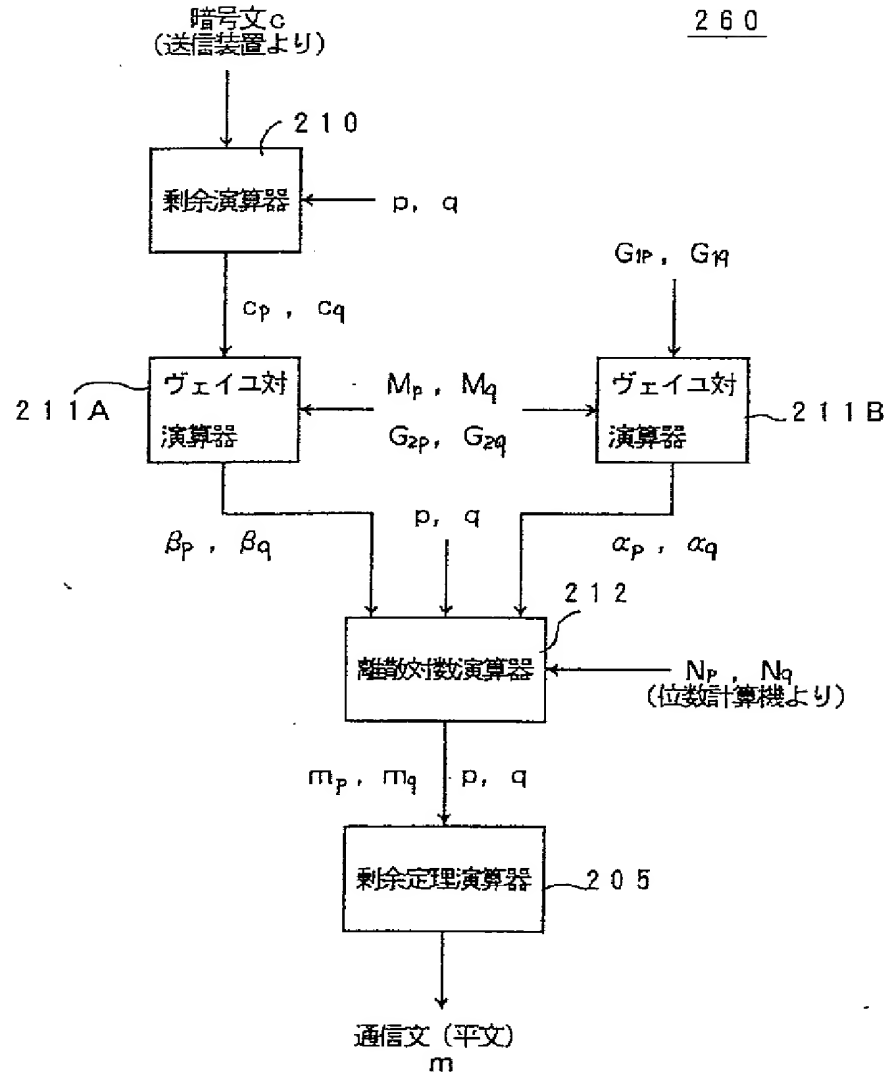 暗号文c
(送信装置より)
260
210
剰余演算器
p, q
G1P, G1q
cp, cq
211A
ヴェイユ対
演算器
Mp, Mq
G2p, G2q
ヴェイユ対
演算器
211B
βp, βq
p, q
αp, αq
212
離散対数演算器
Np, Nq
(位数計算機より)
mp, mq
p, q
剰余定理演算器
205
通信文(平文)
m